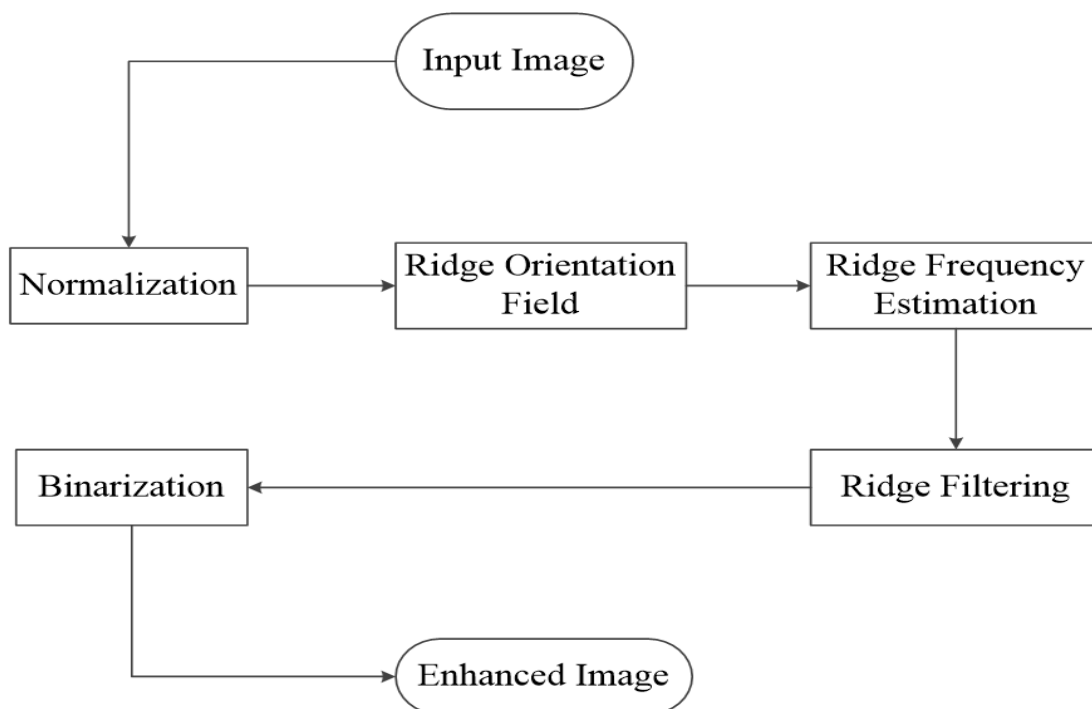 Input Image
Normalization
Ridge Orientation
Field
Ridge Frequency
Estimation
Ridge Filtering
Binarization
Enhanced Image